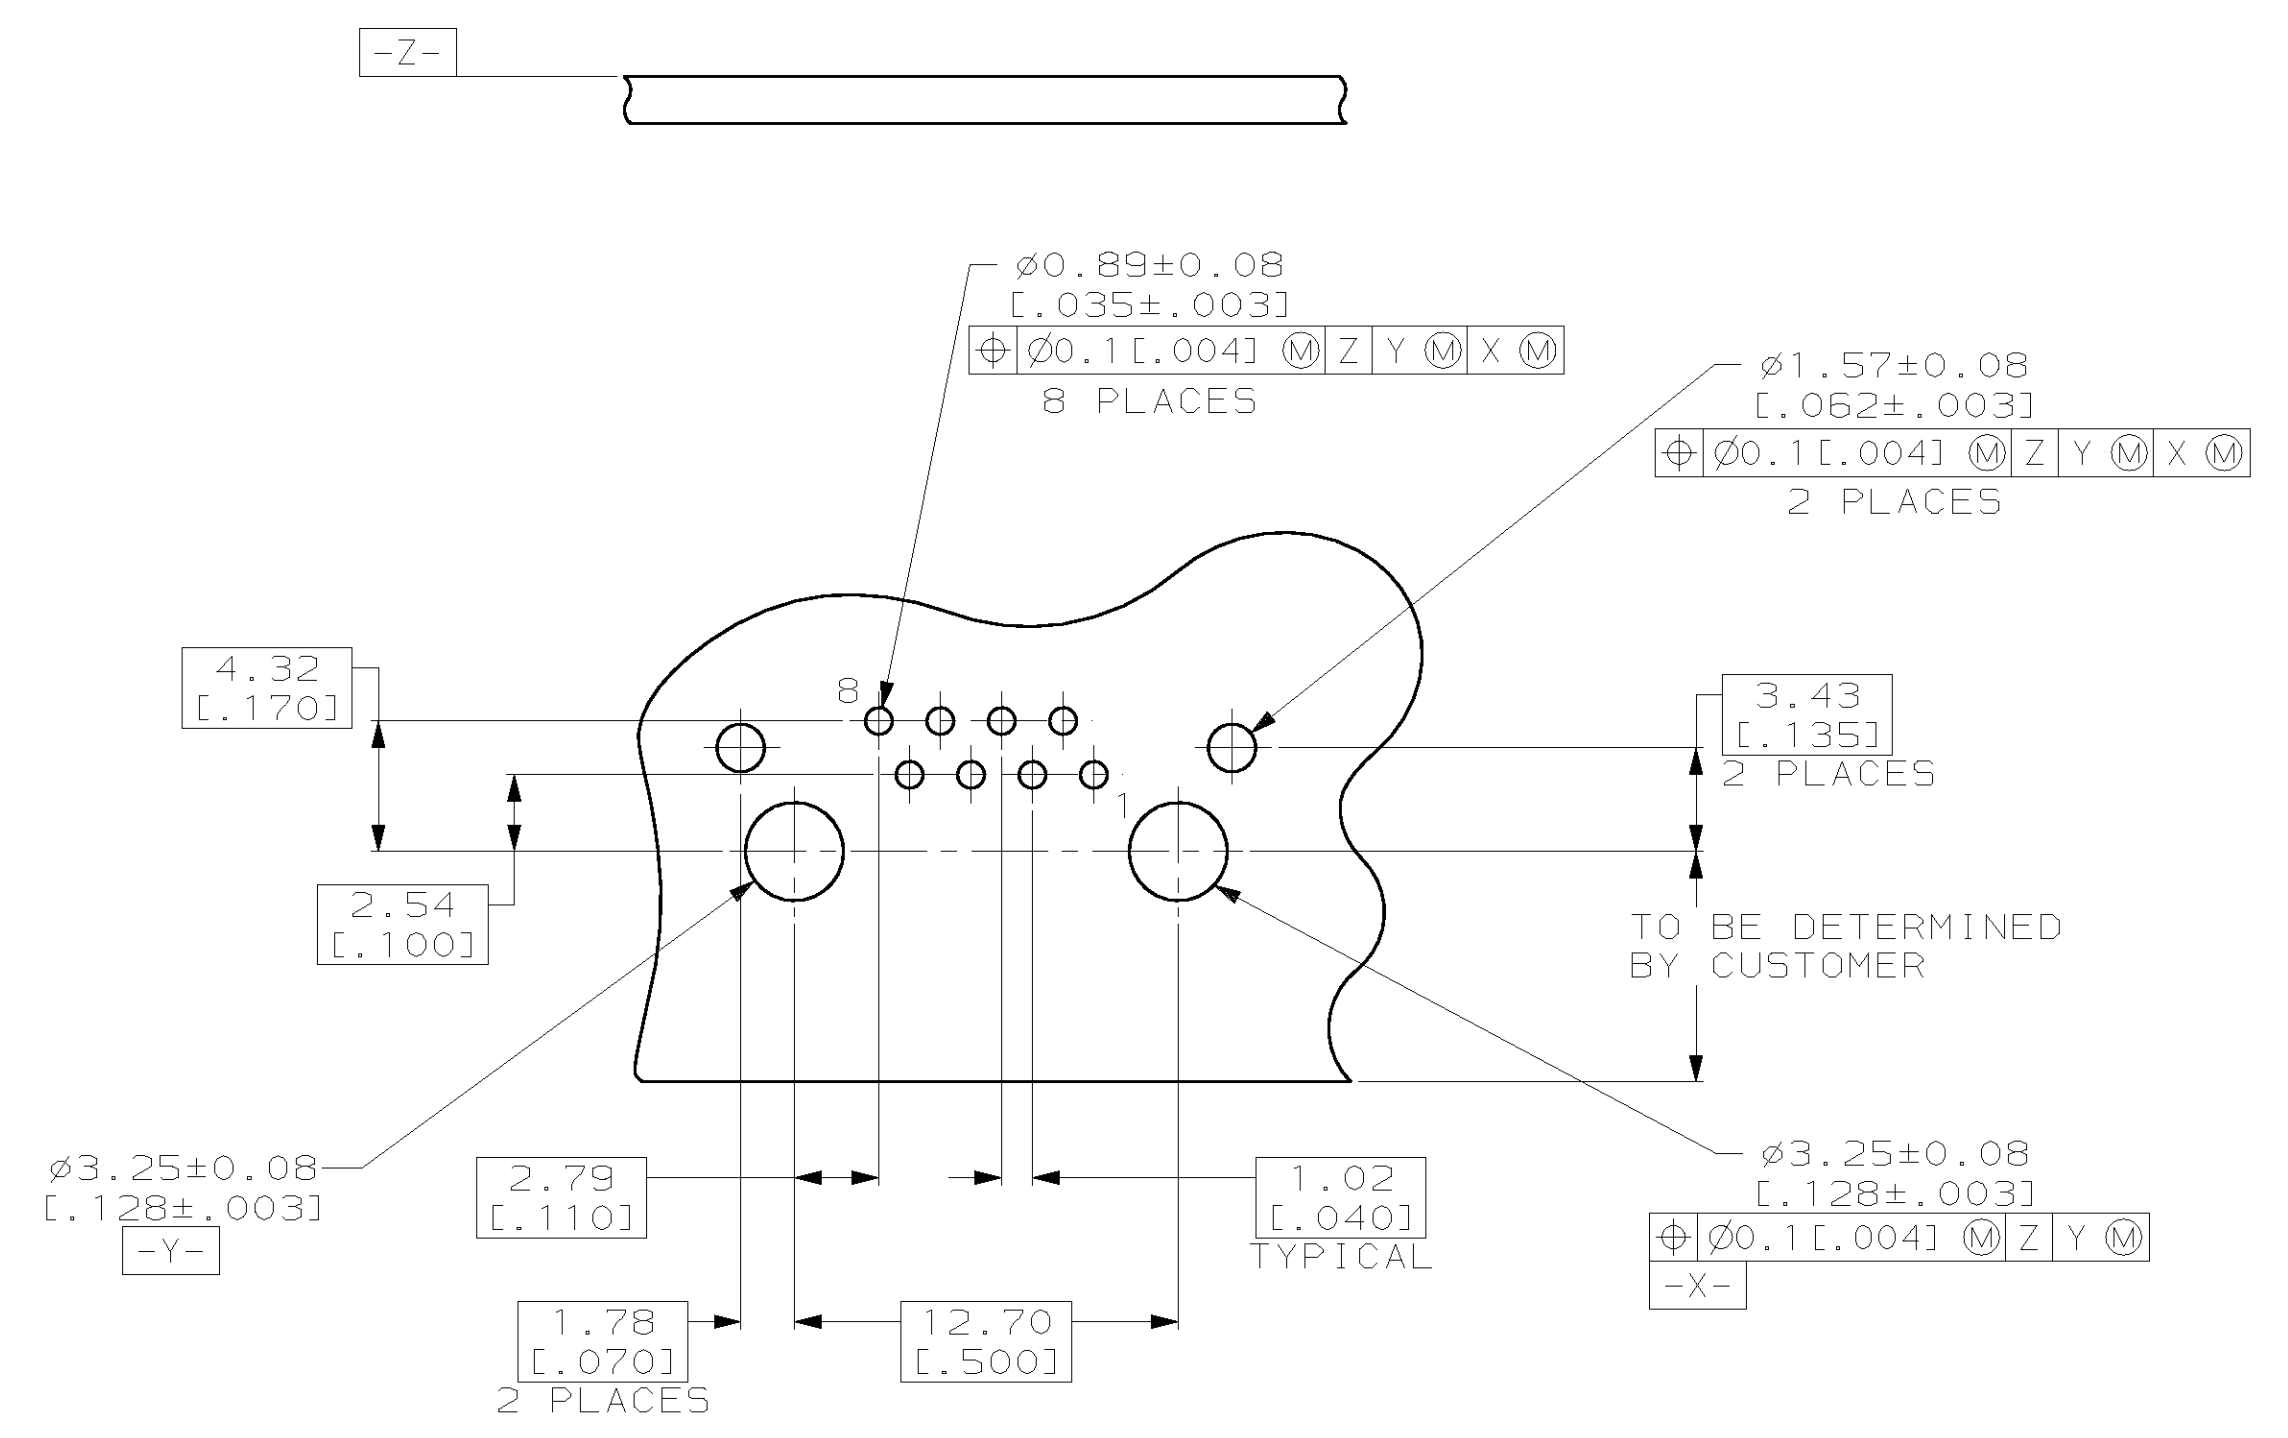 -Z-
⌀0.89±0.08
[.035±.003]
⌖ ⌀0.1[.004] Ⓜ Z Y Ⓜ X Ⓜ
8 PLACES
⌀1.57±0.08
[.062±.003]
⌖ ⌀0.1[.004] Ⓜ Z Y Ⓜ X Ⓜ
2 PLACES
4.32
[.170]
8
3.43
[.135]
2 PLACES
1
2.54
[.100]
TO BE DETERMINED
BY CUSTOMER
⌀3.25±0.08
[.128±.003]
-Y-
2.79
[.110]
1.02
[.040]
TYPICAL
⌀3.25±0.08
[.128±.003]
⌖ ⌀0.1[.004] Ⓜ Z Y Ⓜ
-X-
1.78
[.070]
2 PLACES
12.70
[.500]